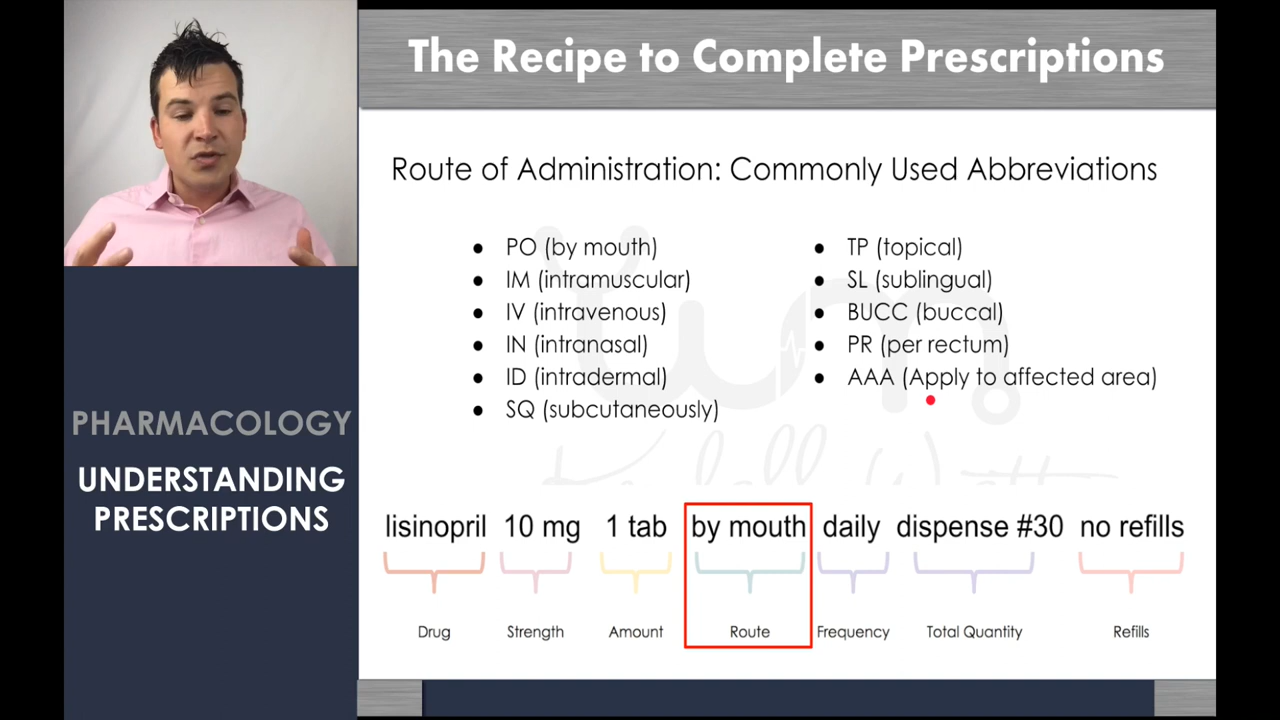 The Recipe to Complete Prescriptions
Route of Administration: Commonly Used Abbreviations
PO (by mouth)
IM (intramuscular)
IV (intravenous)
IN (intranasal)
ID (intradermal)
SQ (subcutaneously)
TP (topical)
SL (sublingual)
BUCC (buccal)
PR (per rectum)
AAA (Apply to affected area)
PHARMACOLOGY
UNDERSTANDING
PRESCRIPTIONS
lisinopril 10 mg 1 tab by mouth daily dispense #30 no refills
Drug Strength Amount Route Frequency Total Quantity Refills